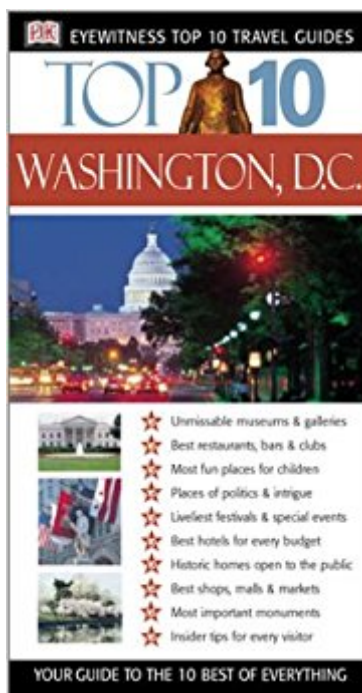 DK EYEWITNESS TOP 10 TRAVEL GUIDES
TOP 10
WASHINGTON, D.C.
Unmissable museums & galleries
Best restaurants, bars & clubs
Most fun places for children
Places of politics & intrigue
Liveliest festivals & special events
Best hotels for every budget
Historic homes open to the public
Best shops, malls & markets
Most important monuments
Insider tips for every visitor
YOUR GUIDE TO THE 10 BEST OF EVERYTHING